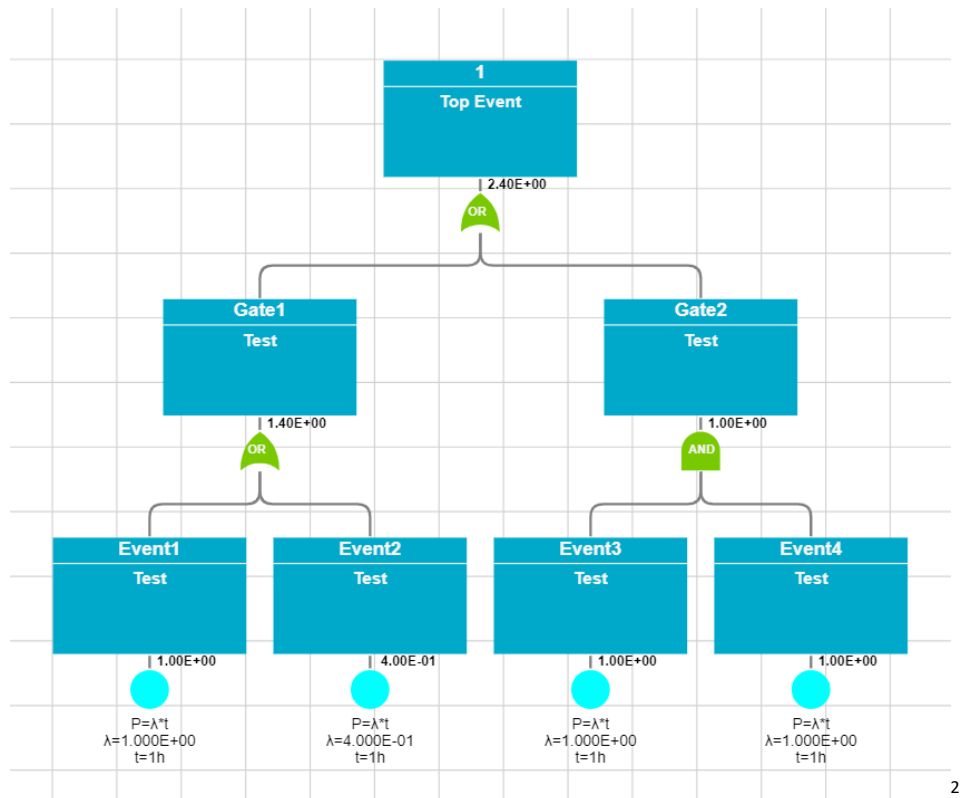 1
Top Event
2.40E+00
OR
Gate1
Gate2
Test
Test
1.40E+00
1.00E+00
OR
AND
Event1
Event2
Event3
Event4
Test
Test
Test
Test
1.00E+00
4.00E-01
1.00E+00
1.00E+00
P=λ*t
P=λ*t
P=λ*t
P=λ*t
λ=1.000E+00
λ=4.000E-01
λ=1.000E+00
λ=1.000E+00
t=1h
t=1h
t=1h
t=1h
2